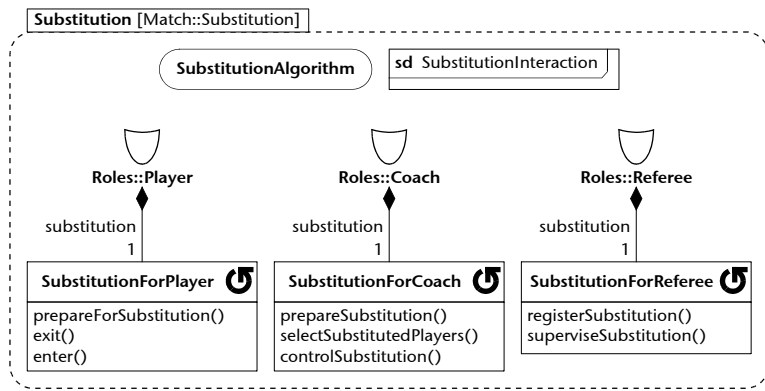 Substitution [Match::Substitution]
SubstitutionAlgorithm
sd SubstitutionInteraction
Roles::Player
substitution
1
SubstitutionForPlayer
prepareForSubstitution()
exit()
enter()
Roles::Coach
substitution
1
SubstitutionForCoach
prepareSubstitution()
selectSubstitutedPlayers()
controlSubstitution()
Roles::Referee
substitution
1
SubstitutionForReferee
registerSubstitution()
superviseSubstitution()